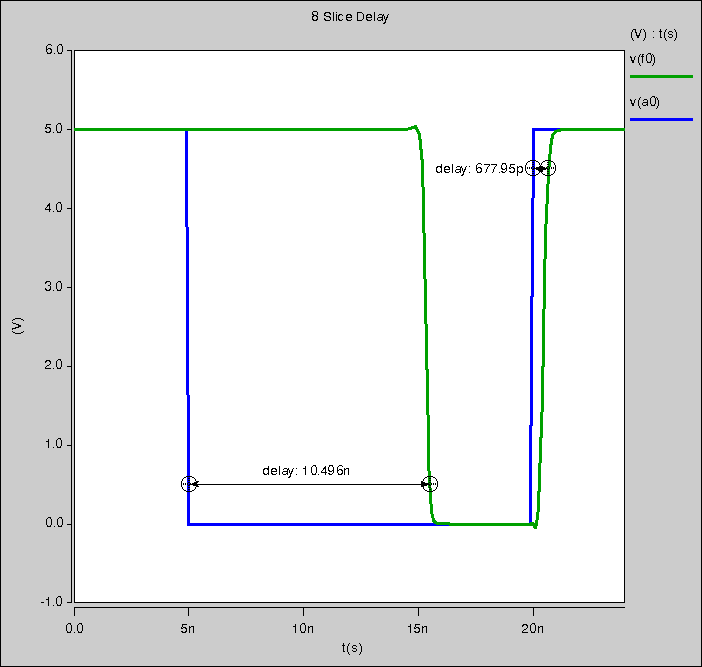 8 Slice Delay
(V) : t(s)
v(f0)
v(a0)
6.0
5.0
4.0
3.0
2.0
1.0
0.0
-1.0
(V)
delay: 677.95p
delay: 10.496n
0.0
5n
10n
15n
20n
t(s)